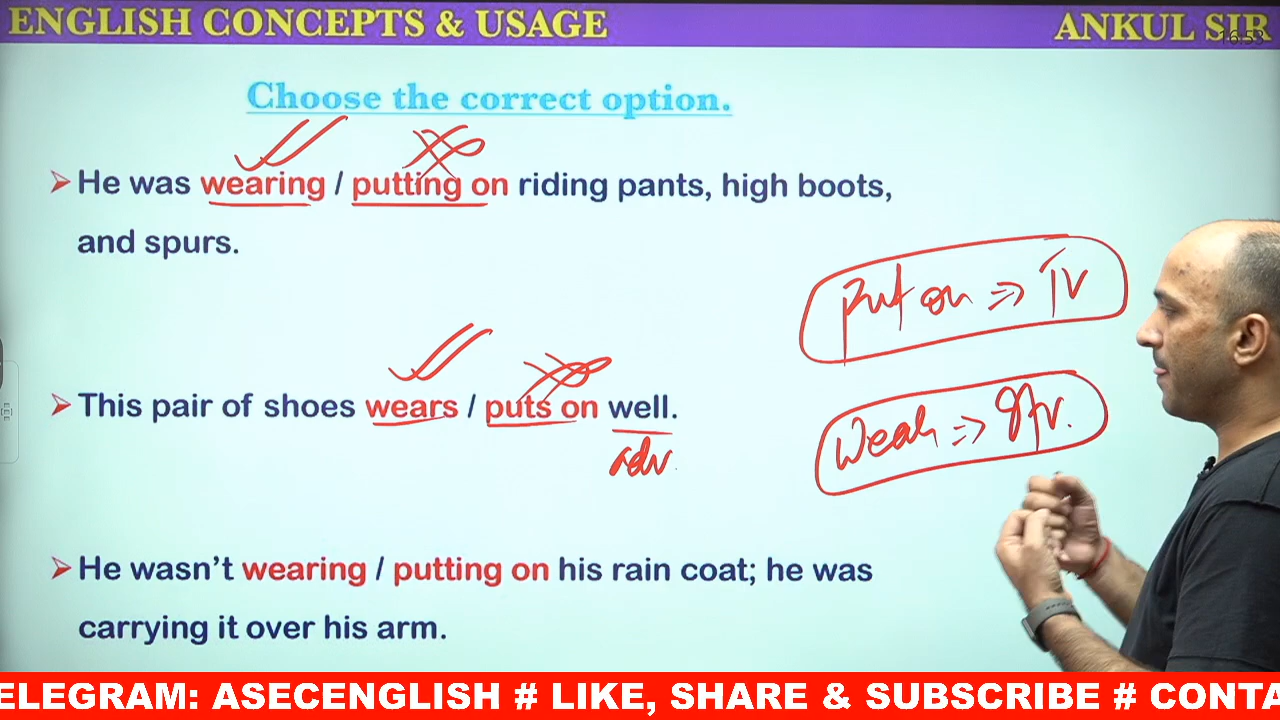 ENGLISH CONCEPTS & USAGE
ANKUL SIR
16:53
Choose the correct option.
He was wearing / putting on riding pants, high boots,
and spurs.
Put on => TV
This pair of shoes wears / puts on well.
adv
Wear =>
He wasn't wearing / putting on his rain coat; he was
carrying it over his arm.
ELEGRAM: ASECENGLISH # LIKE, SHARE & SUBSCRIBE # CONTA